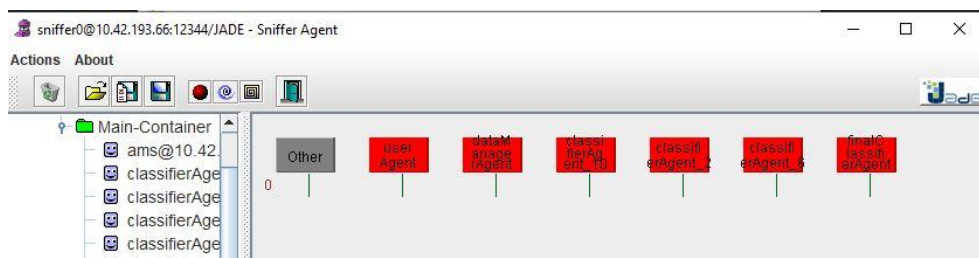 sniffer0@10.42.193.66:12344/JADE - Sniffer Agent
Actions About
Jade
Main-Container
ams@10.42.
classifierAge
classifierAge
classifierAge
classifierAge
0
Other
user
Agent
dataM
anage
rAgent
classi
fierAg
ent_10
classifi
erAgent_2
classifi
erAgent_6
finalC
lassifi
erAgent